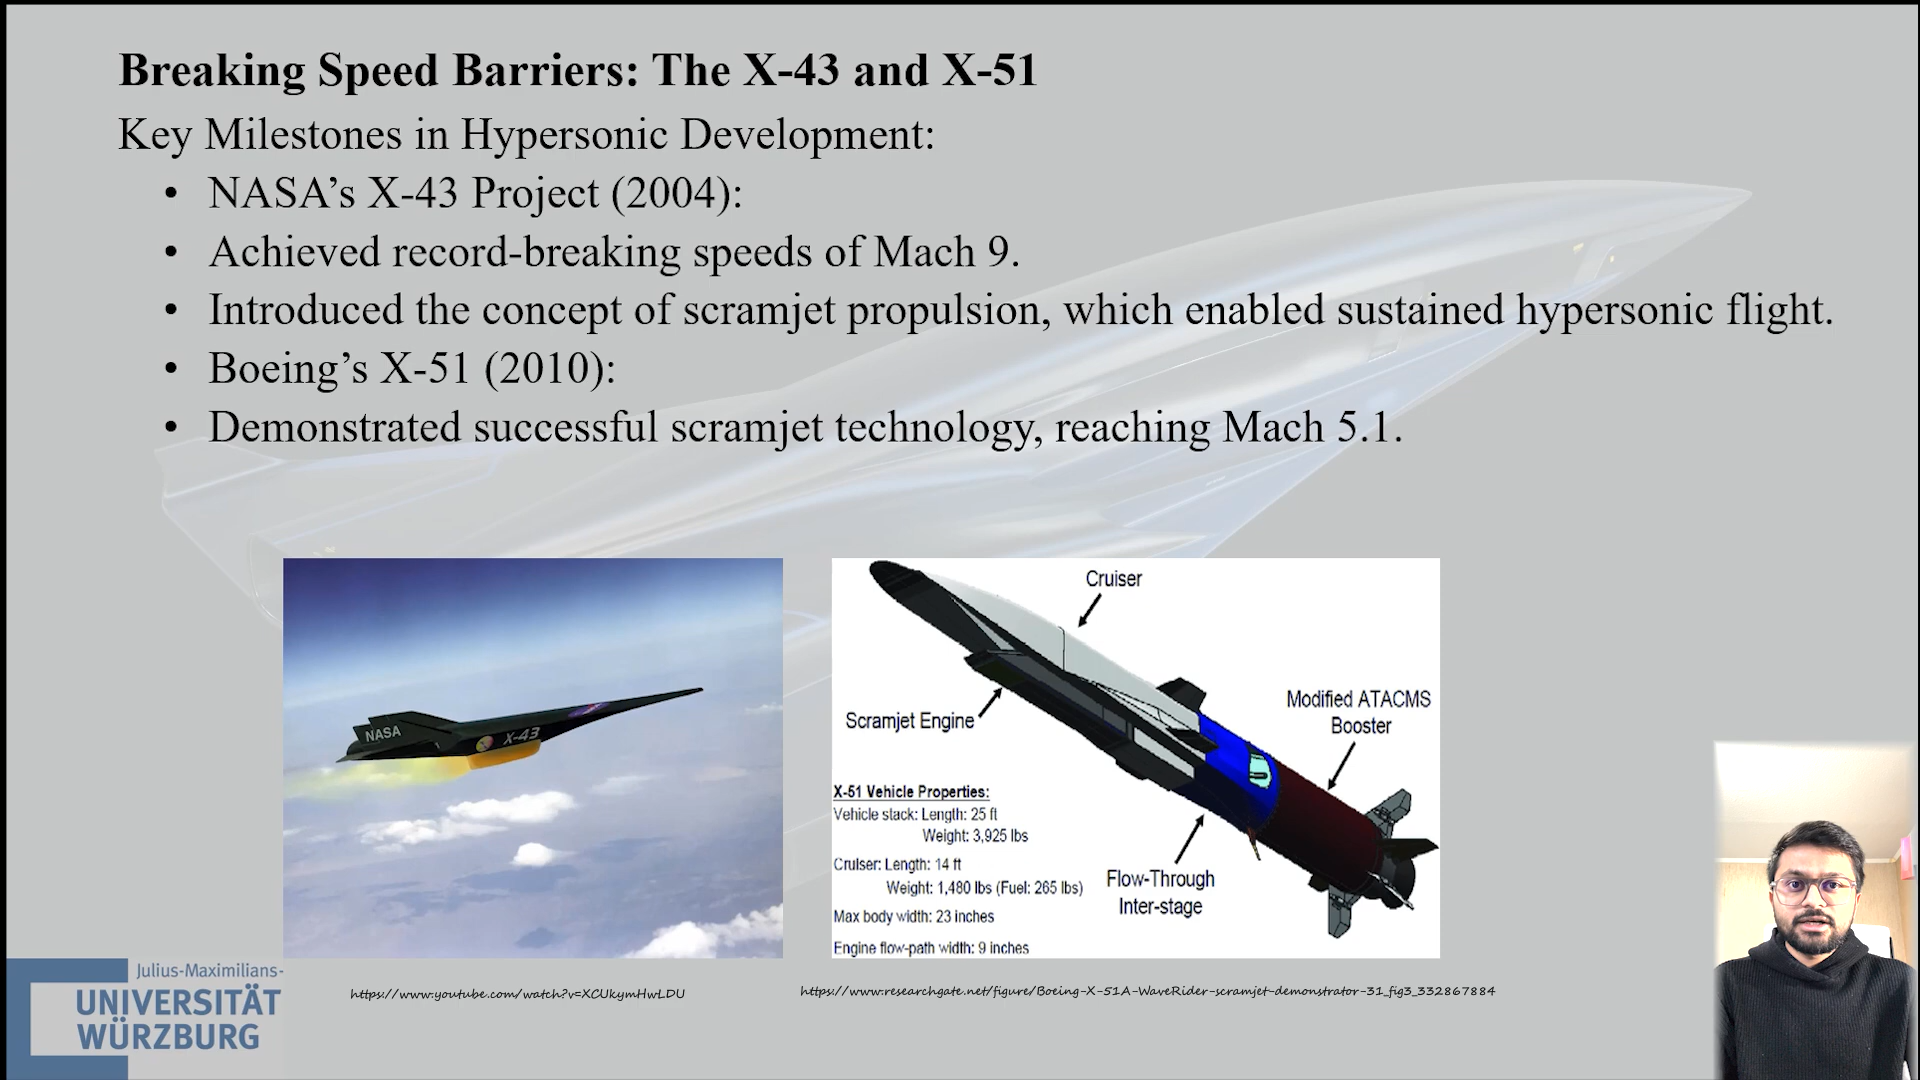 Breaking Speed Barriers: The X-43 and X-51
Key Milestones in Hypersonic Development:
• NASA’s X-43 Project (2004):
• Achieved record-breaking speeds of Mach 9.
• Introduced the concept of scramjet propulsion, which enabled sustained hypersonic flight.
• Boeing’s X-51 (2010):
• Demonstrated successful scramjet technology, reaching Mach 5.1.
NASA
X-43
Cruiser
Scramjet Engine
Modified ATACMS
Booster
X-51 Vehicle Properties:
Vehicle stack: Length: 25 ft
Weight: 3,925 lbs
Cruiser: Length: 14 ft
Weight: 1,480 lbs (Fuel: 265 lbs)
Max body width: 23 inches
Engine flow-path width: 9 inches
Flow-Through
Inter-stage
Julius-Maximilians-
UNIVERSITÄT
WÜRZBURG
https://www.youtube.com/watch?v=XCUkymHwLDU
https://www.researchgate.net/figure/Boeing-X-51A-WaveRider-scramjet-demonstrator-31_fig3_332867884